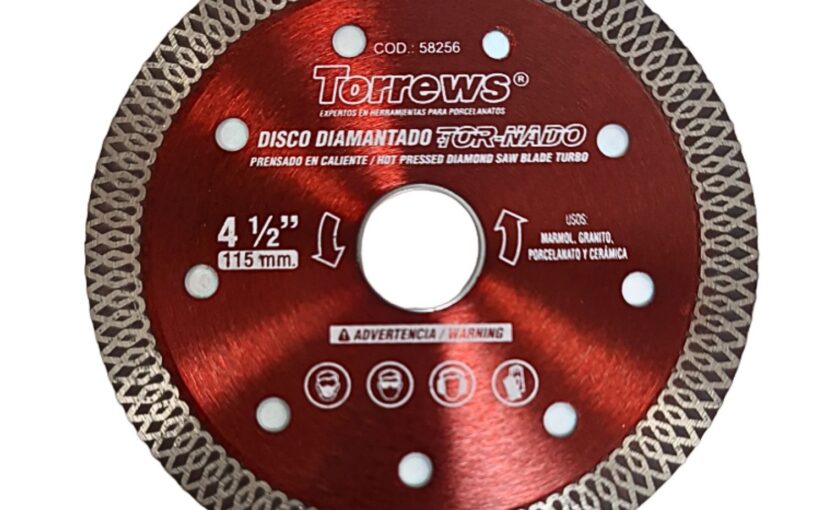 COD.: 58256
Torrews®
EXPERTOS EN HERRAMIENTAS PARA PORCELANATOS
DISCO DIAMANTADO TOR-NADO
PRENSADO EN CALIENTE / HOT PRESSED DIAMOND SAW BLADE TURBO
4 ½”
115 mm.
USOS:
MARMOL, GRANITO,
PORCELANATO Y CERÁMICA
ADVERTENCIA / WARNING